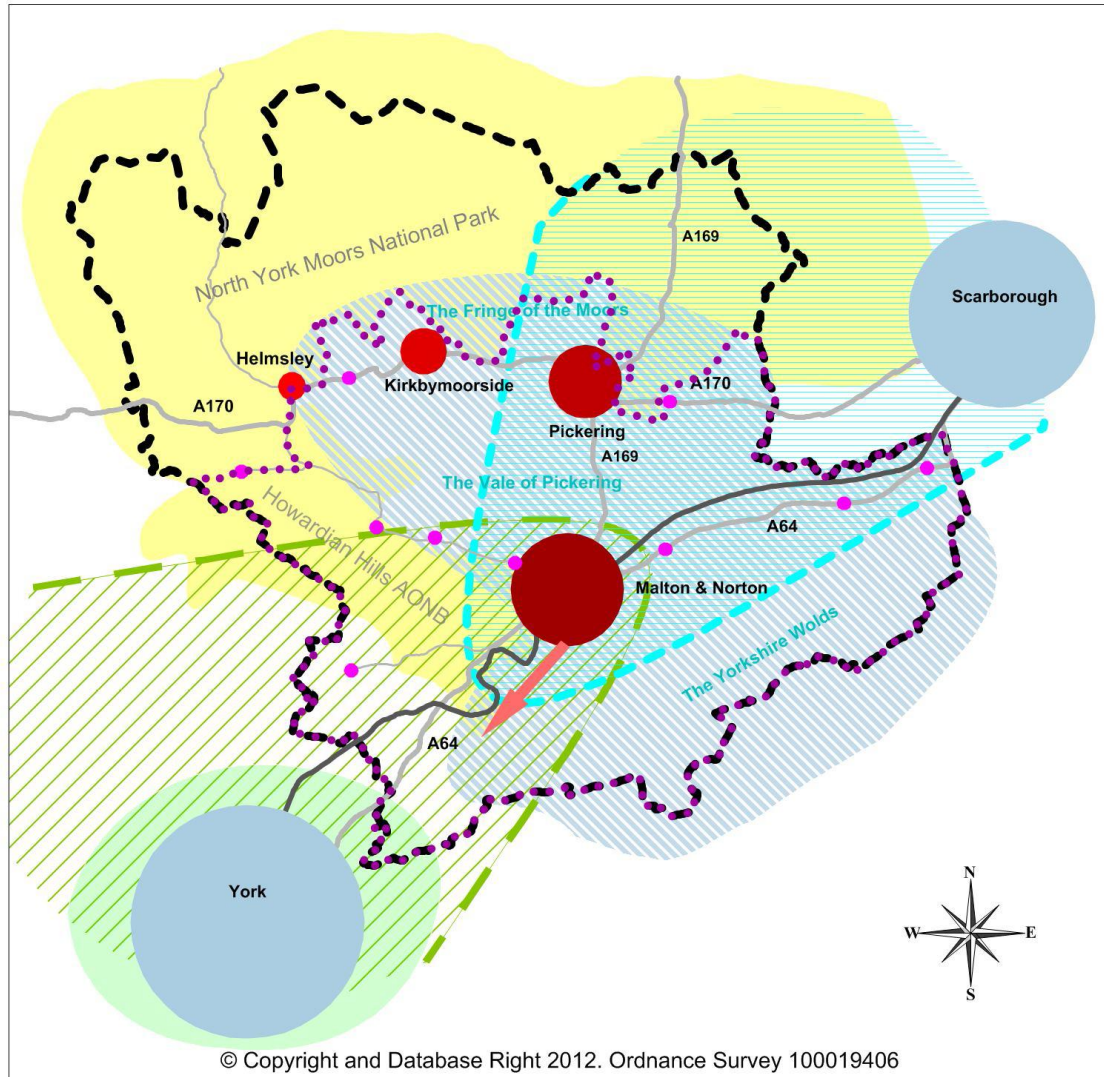 A169
North York Moors National Park
Scarborough
The Fringe of the Moors
Helmsley
Kirkbymoorside
A170
A170
Pickering
A169
The Vale of Pickering
Howardian Hills AONB
A64
Malton & Norton
The Yorkshire Wolds
A64
York
N
W
E
S
© Copyright and Database Right 2012. Ordnance Survey 100019406